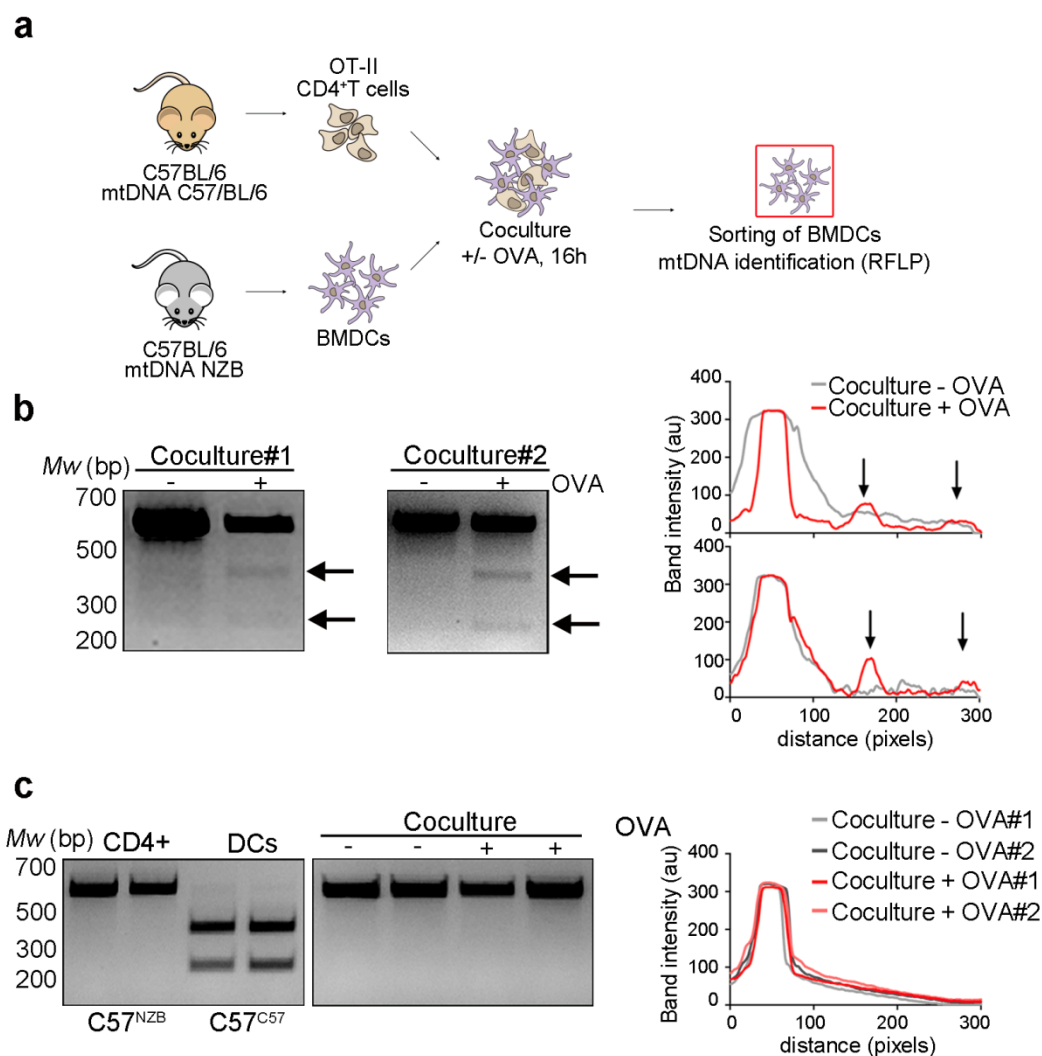 a
OT-II
CD4+T cells
C57BL/6
mtDNA C57/BL/6
Coculture
+/- OVA, 16h
Sorting of BMDCs
mtDNA identification (RFLP)
C57BL/6
mtDNA NZB
BMDCs
b
Mw (bp)
Coculture#1
- +
700
500
300
200
Coculture#2
- + OVA
Coculture - OVA
Coculture + OVA
Band intensity (au)
400
300
200
100
0
400
300
200
100
0
0 100 200 300
distance (pixels)
c
Mw (bp)
CD4+ DCs
700
500
300
200
C57NZB C57C57
Coculture
- - + +
OVA
Coculture - OVA#1
Coculture - OVA#2
Coculture + OVA#1
Coculture + OVA#2
Band intensity (au)
400
300
200
100
0
0 100 200 300
distance (pixels)